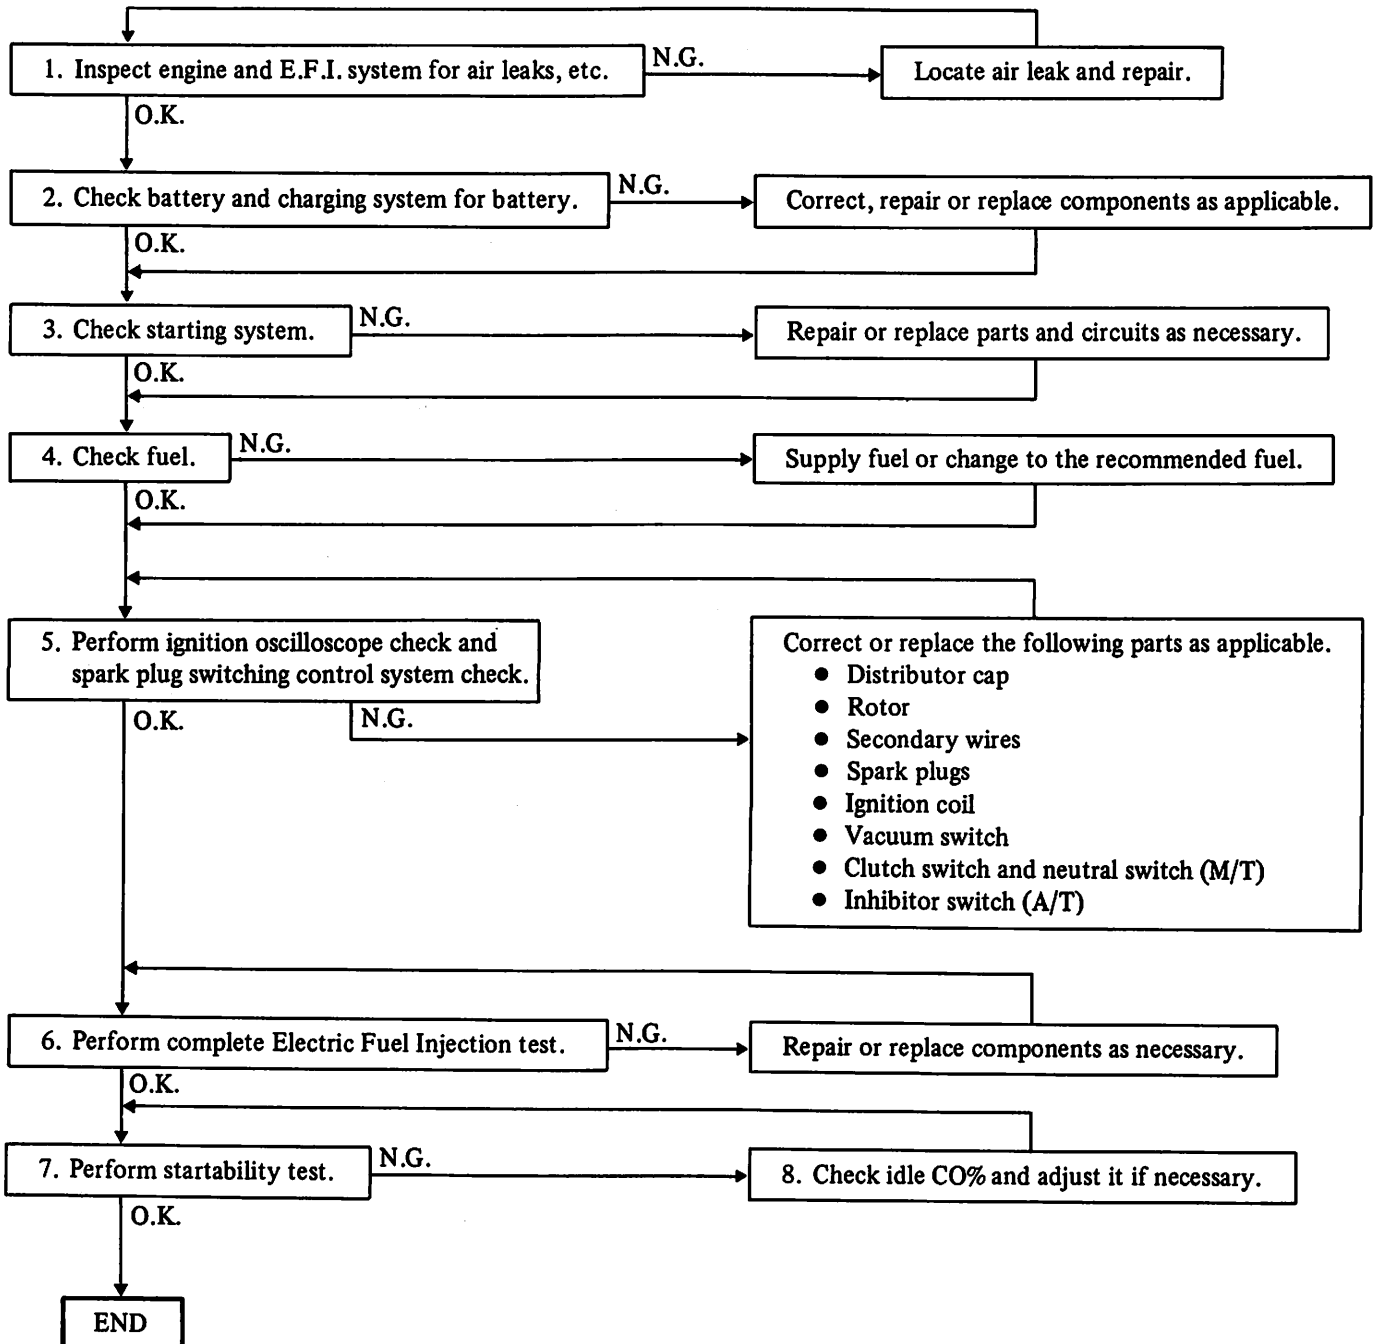 1. Inspect engine and E.F.I. system for air leaks, etc.
N.G.
Locate air leak and repair.
O.K.
2. Check battery and charging system for battery.
N.G.
Correct, repair or replace components as applicable.
O.K.
3. Check starting system.
N.G.
Repair or replace parts and circuits as necessary.
O.K.
4. Check fuel.
N.G.
Supply fuel or change to the recommended fuel.
O.K.
5. Perform ignition oscilloscope check and
spark plug switching control system check.
O.K.
N.G.
Correct or replace the following parts as applicable.
● Distributor cap
● Rotor
● Secondary wires
● Spark plugs
● Ignition coil
● Vacuum switch
● Clutch switch and neutral switch (M/T)
● Inhibitor switch (A/T)
6. Perform complete Electric Fuel Injection test.
N.G.
Repair or replace components as necessary.
O.K.
7. Perform startability test.
N.G.
8. Check idle CO% and adjust it if necessary.
O.K.
END